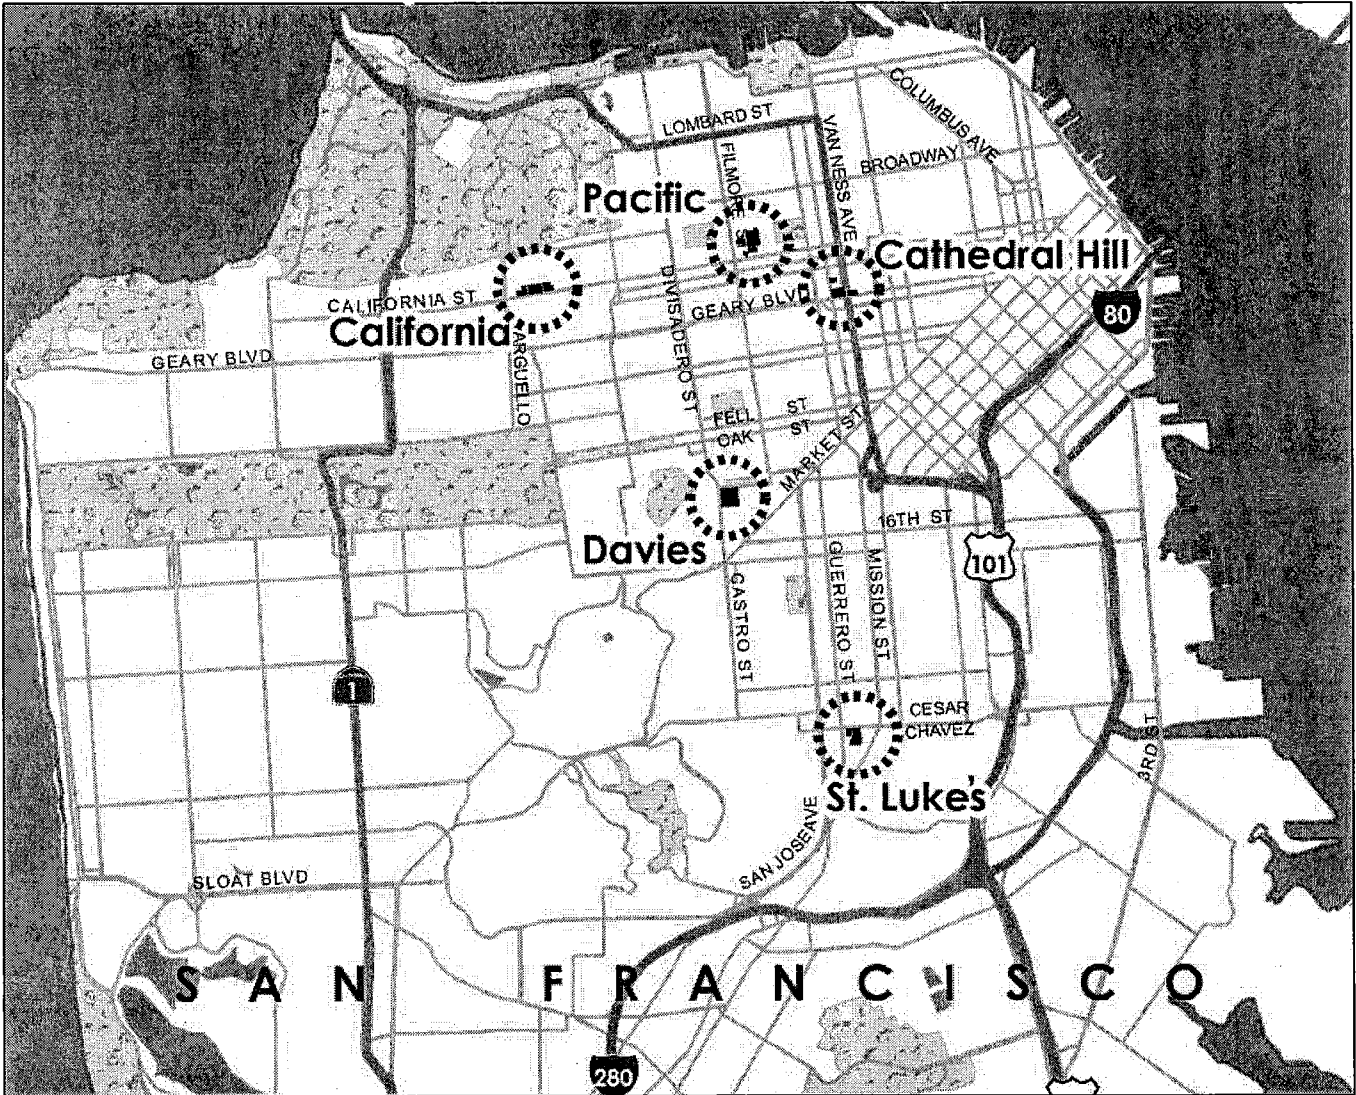 COLUMBUS AVE
LOMBARD ST
VAN NESS AVE
BROADWAY
FILMORE ST
Pacific
Cathedral Hill
CALIFORNIA ST
DIVISADERO ST
GEARY BLVD
80
California
GEARY BLVD
ARGUELLO
FELL ST
OAK ST
MARKET ST
16TH ST
Davies
101
CASTRO ST
GUERRERO ST
MISSION ST
1
CESAR
CHAVEZ
3RD ST
St. Luke's
SAN JOSE AVE
SLOAT BLVD
SAN FRANCISCO
280